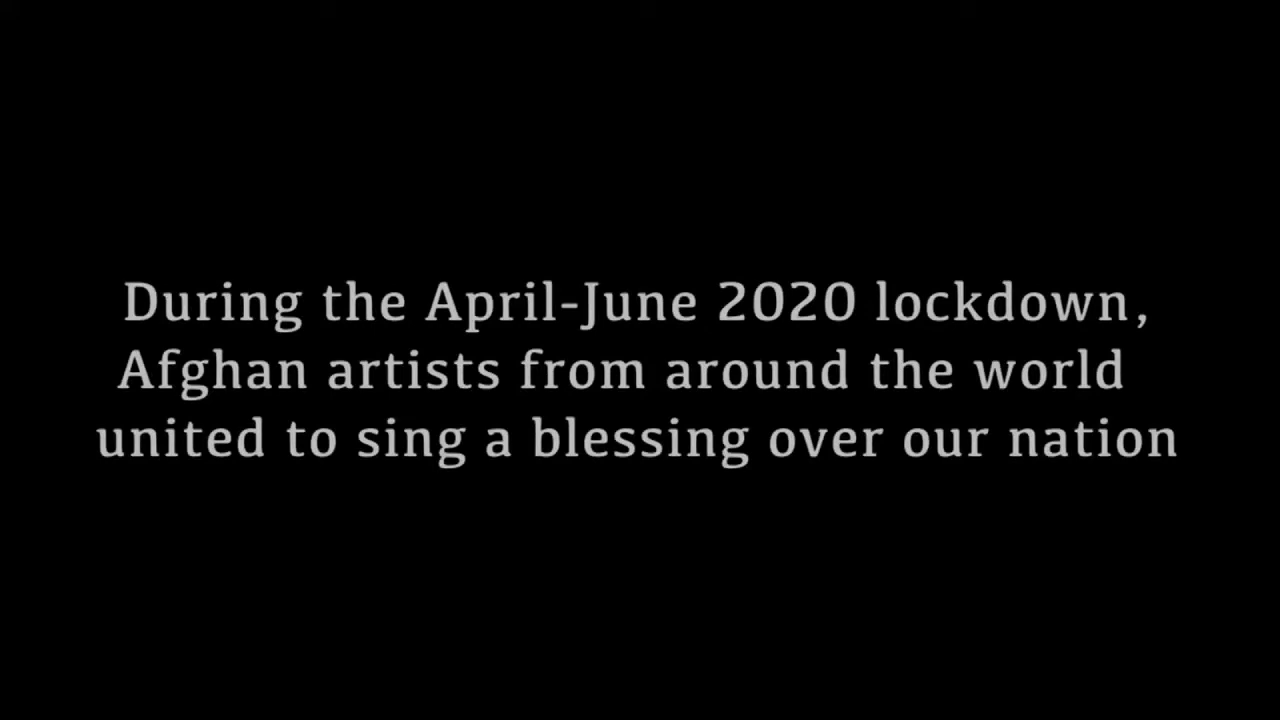 During the April-June 2020 lockdown,
Afghan artists from around the world
united to sing a blessing over our nation